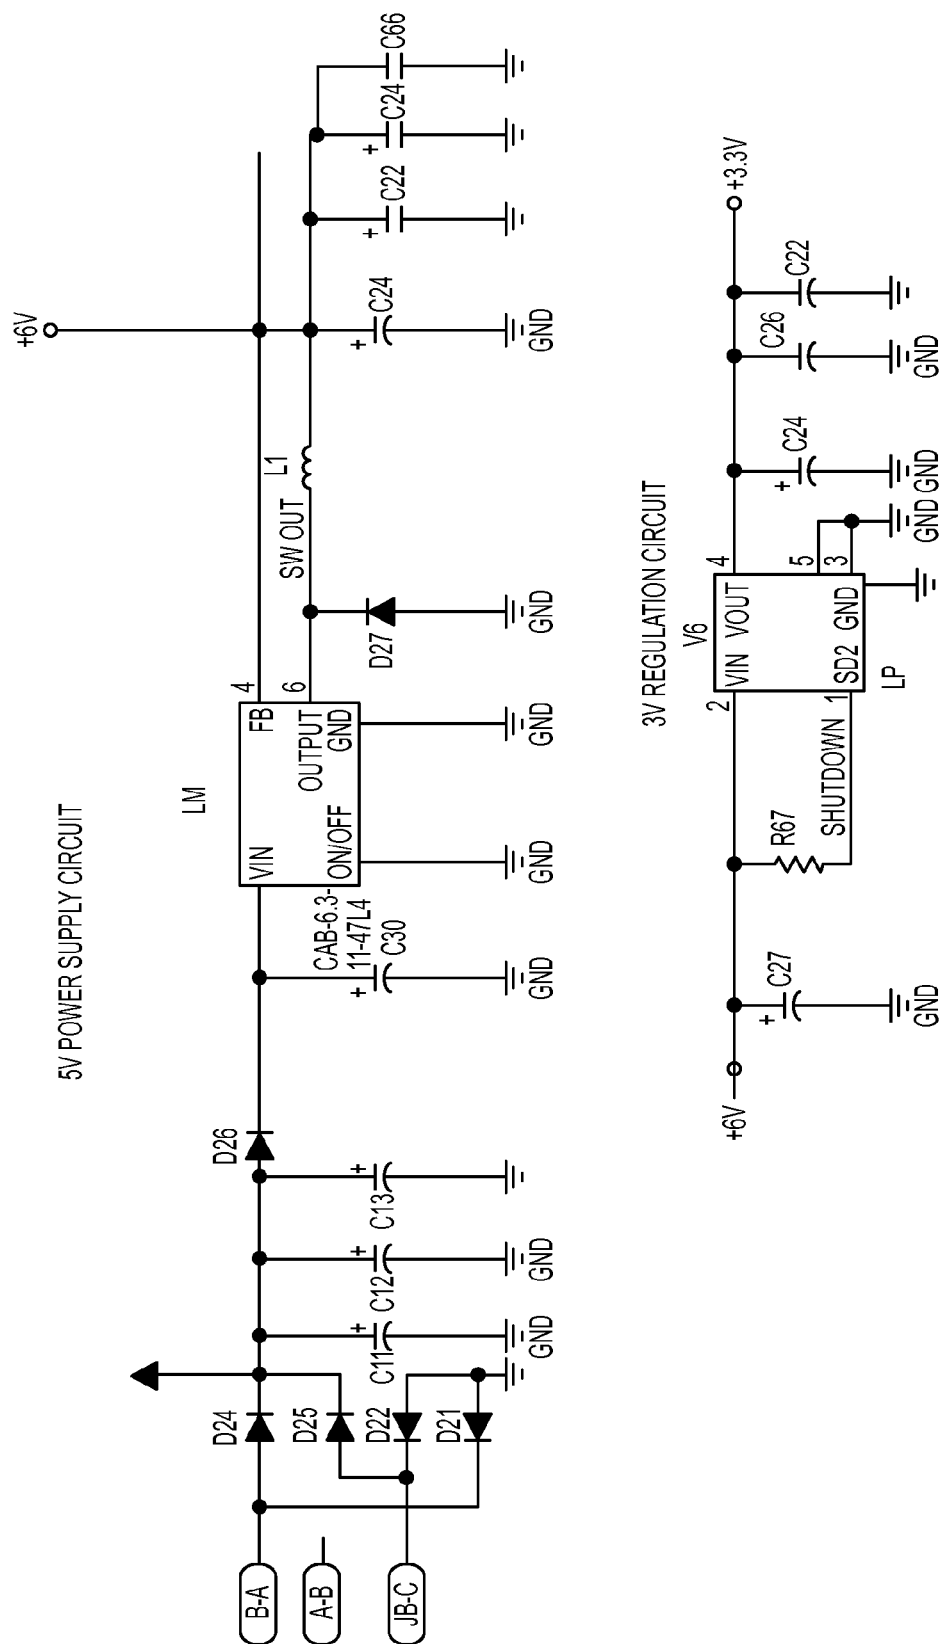 5V POWER SUPPLY CIRCUIT
+6V
B-A
A-B
JB-C
D24
D25
D22
D21
C11
GND
C12
GND
C13
D26
CAB-6.3-
11-47L4
C30
GND
LM
VIN
FB
OUTPUT
GND
ON/OFF
4
6
GND
GND
D27
GND
SW OUT
L1
C24
GND
C22
C24
C66
3V REGULATION CIRCUIT
+6V
C27
GND
R67
SHUTDOWN
2
1
V6
VIN VOUT
SD2 GND
LP
4
5
3
GND
C24
GND
C26
GND
C22
+3.3V